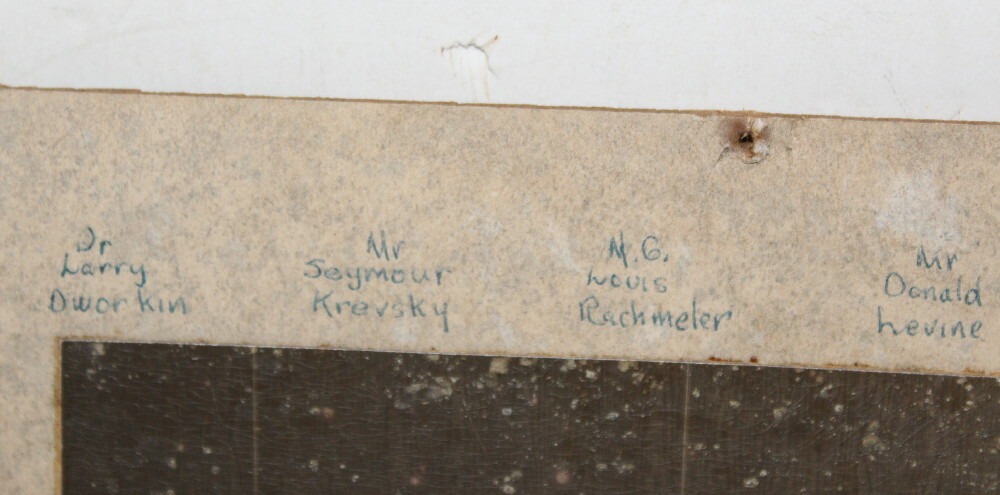 Dr
Larry
Dworkin
Mr
Seymour
Krevsky
M.G.
Louis
Rachmeler
Mr
Donald
Levine